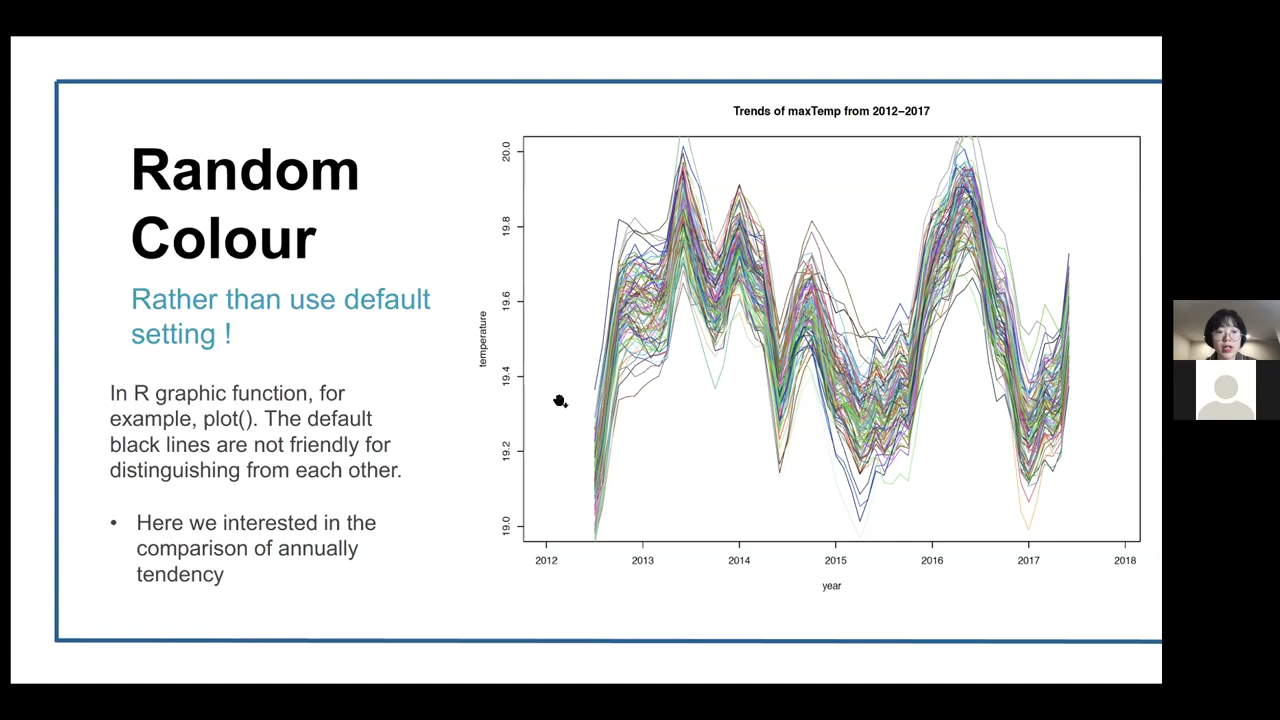 Random
Colour
Rather than use default
setting !
In R graphic function, for
example, plot(). The default
black lines are not friendly for
distinguishing from each other.
• Here we interested in the
comparison of annually
tendency
Trends of maxTemp from 2012–2017
temperature
20.0
19.8
19.6
19.4
19.2
19.0
2012 2013 2014 2015 2016 2017 2018
year